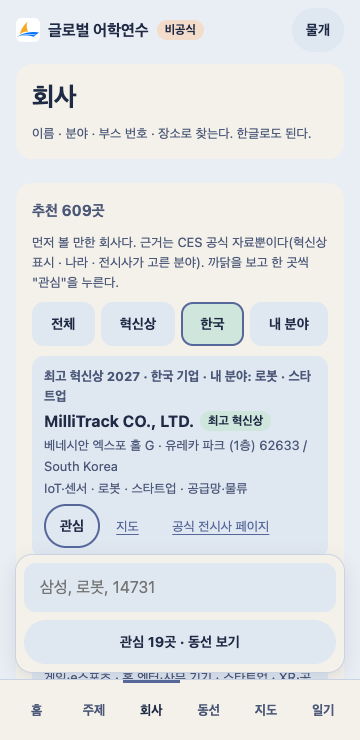 글로벌 어학연수 비공식 물개
회사
이름 · 분야 · 부스 번호 · 장소로 찾는다. 한글로도 된다.
추천 609곳
먼저 볼 만한 회사다. 근거는 CES 공식 자료뿐이다(혁신상
표시 · 나라 · 전시사가 고른 분야). 까닭을 보고 한 곳씩
"관심"을 누른다.
전체 혁신상 한국 내 분야
최고 혁신상 2027 · 한국 기업 · 내 분야: 로봇 · 스타
트업
MilliTrack CO., LTD. 최고 혁신상
베네시안 엑스포 홀 G · 유레카 파크 (1층) 62633 /
South Korea
IoT·센서 · 로봇 · 스타트업 · 공급망·물류
관심 지도 공식 전시사 페이지
삼성, 로봇, 14731
관심 19곳 · 동선 보기
홈 주제 회사 동선 지도 일기